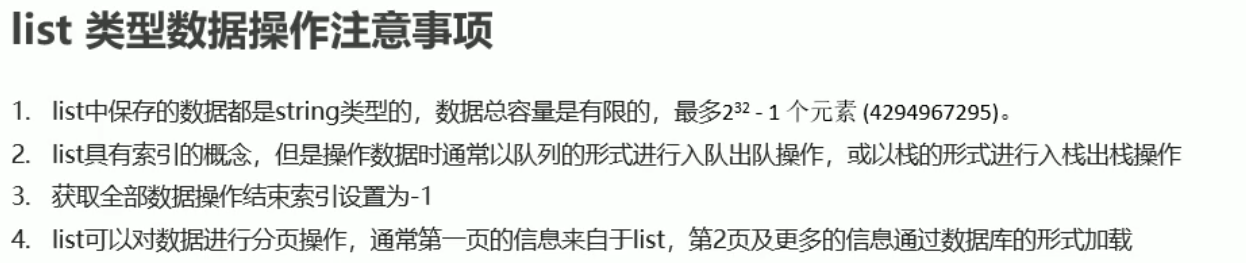 list 类型数据操作注意事项
1. list中保存的数据都是string类型的，数据总容量是有限的，最多2³² - 1 个元素 (4294967295)。
2. list具有索引的概念，但是操作数据时通常以队列的形式进行入队出队操作，或以栈的形式进行入栈出栈操作
3. 获取全部数据操作结束索引设置为-1
4. list可以对数据进行分页操作，通常第一页的信息来自于list，第2页及更多的信息通过数据库的形式加载